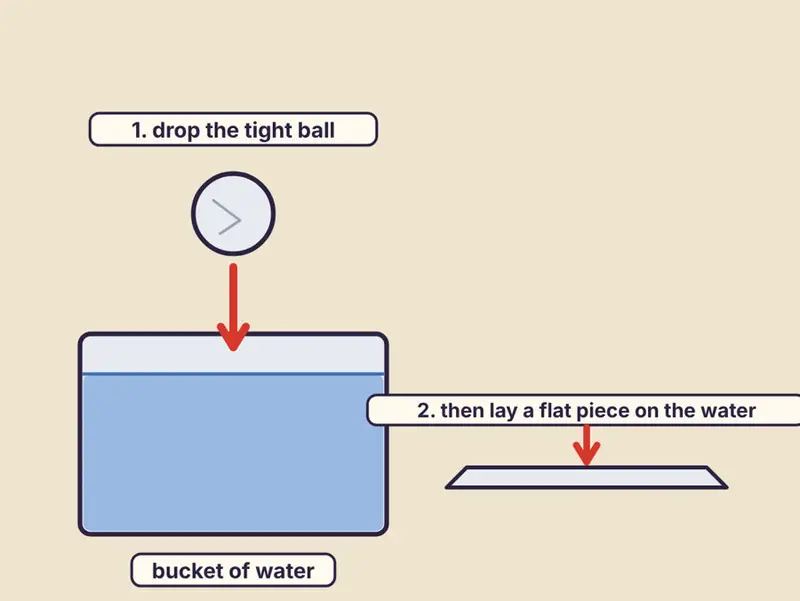 1. drop the tight ball
2. then lay a flat piece on the water
bucket of water